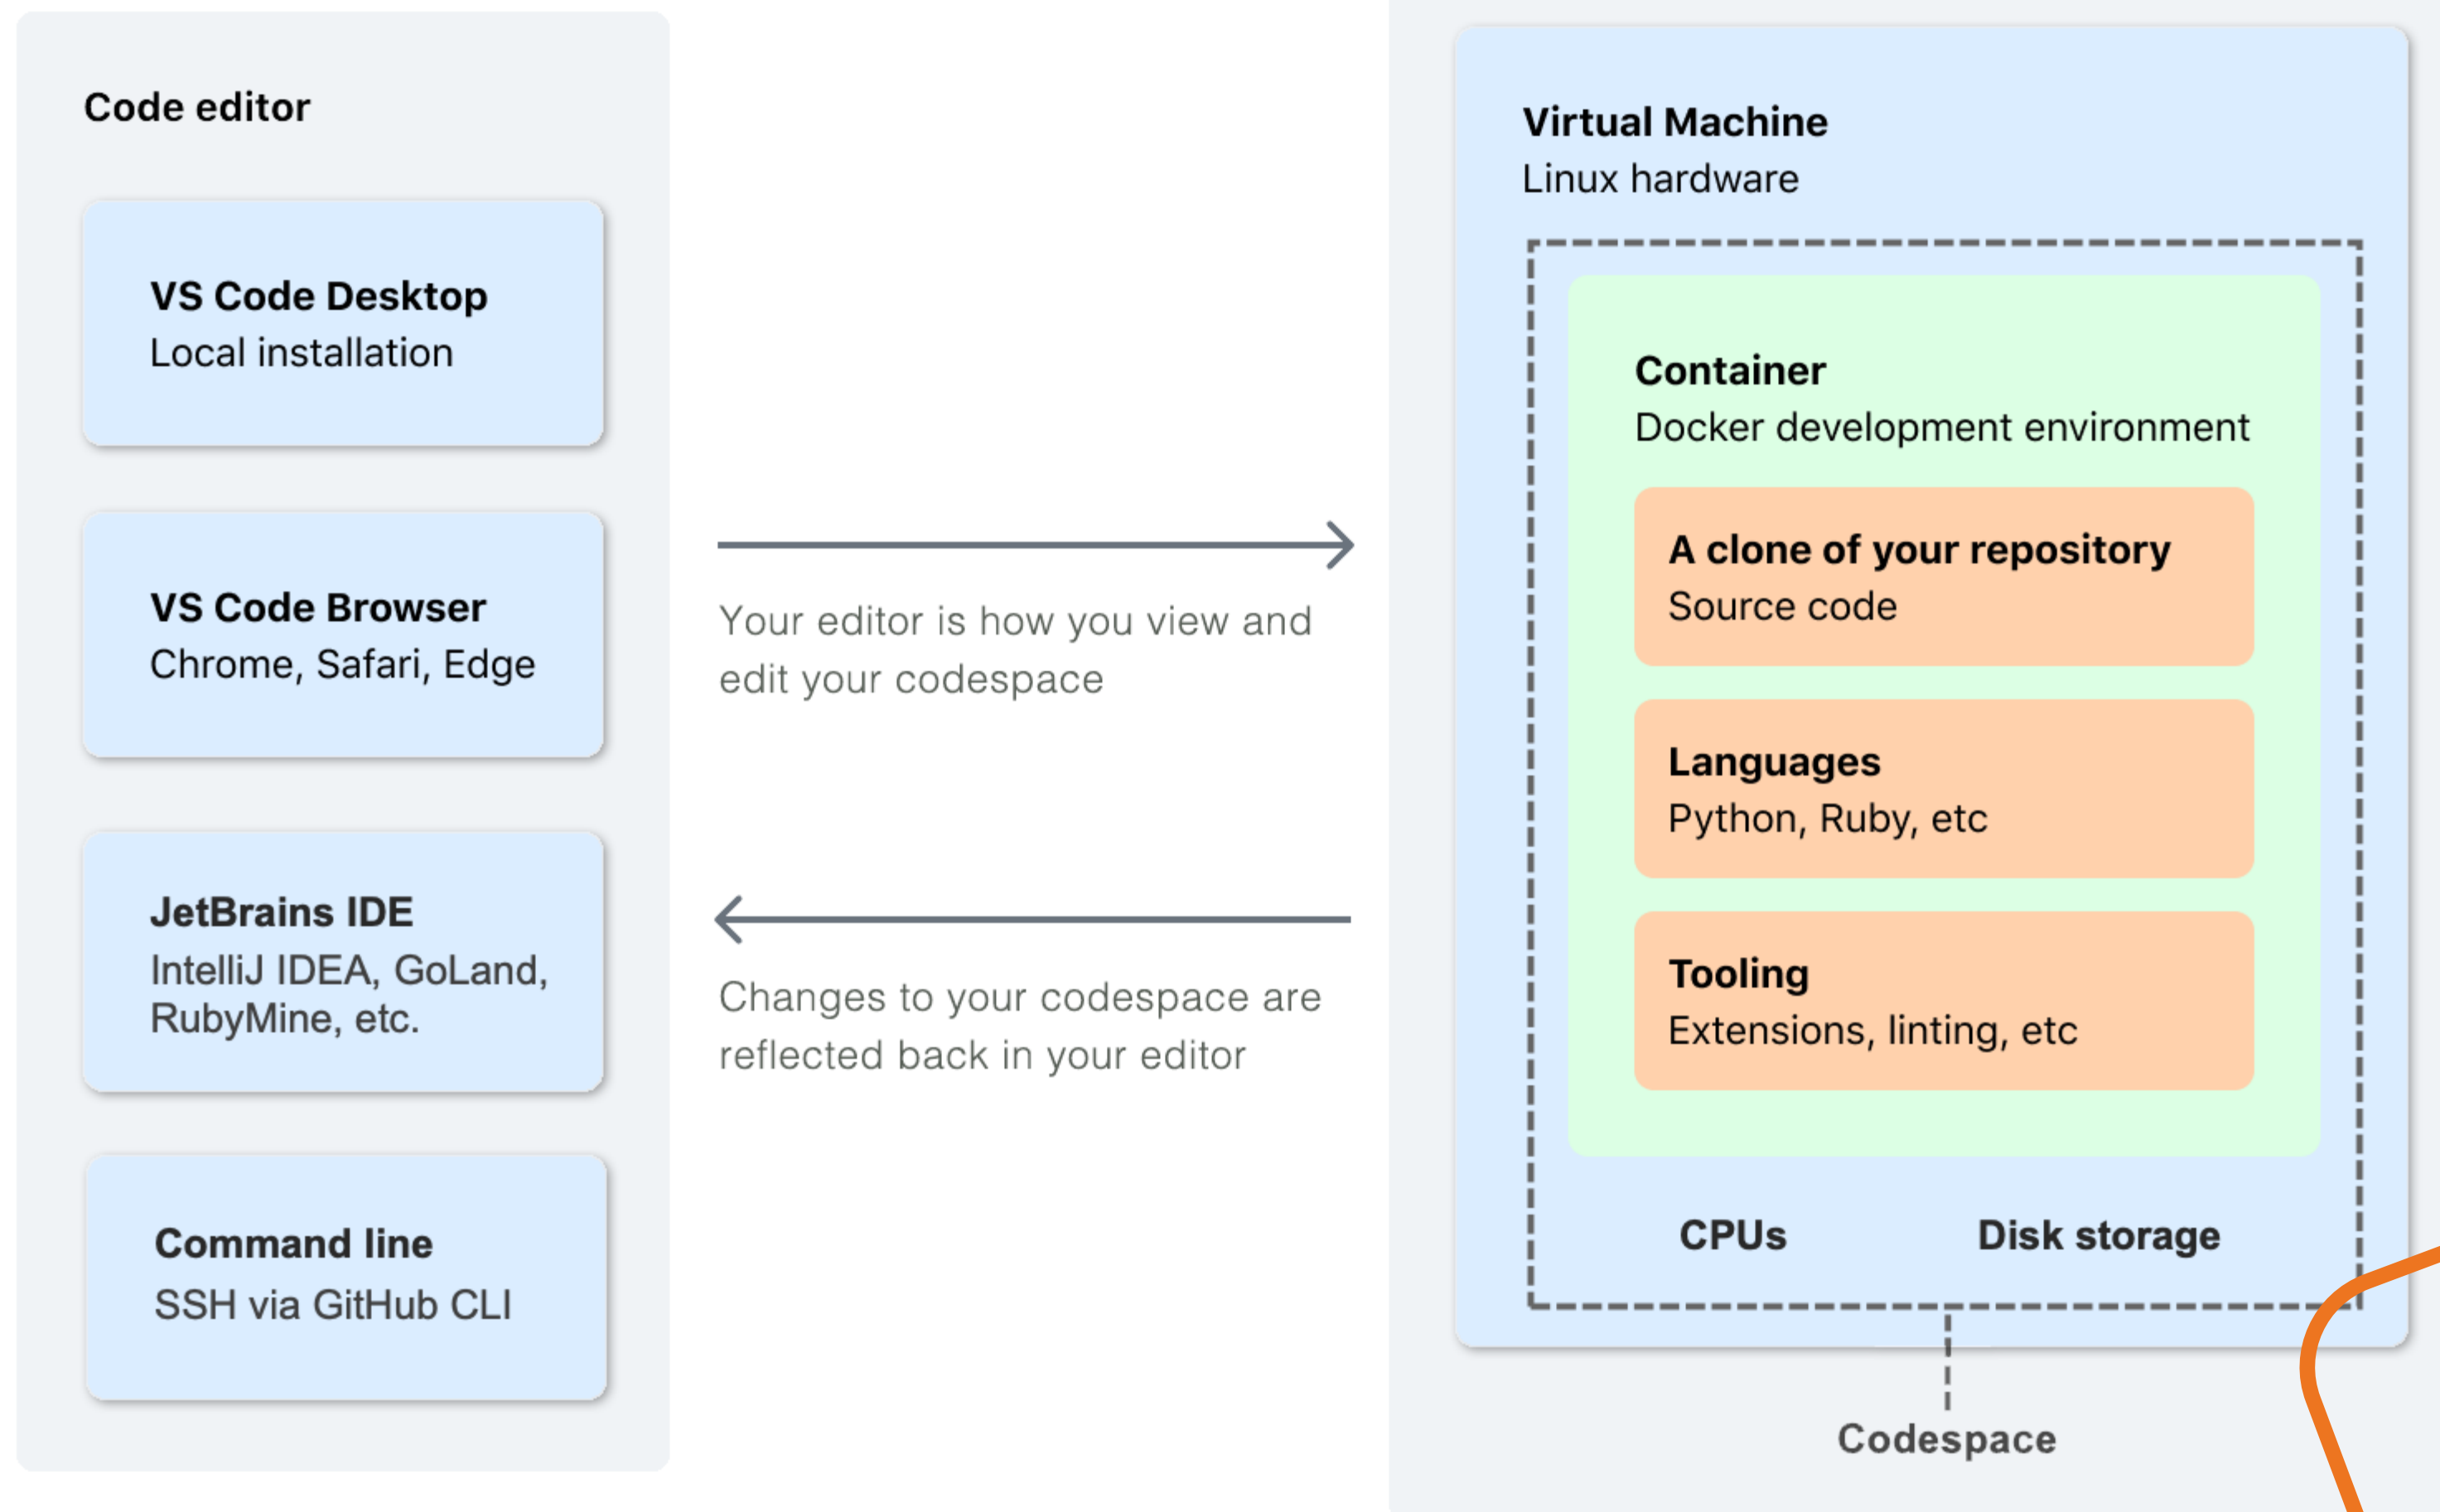 Code editor
VS Code Desktop
Local installation
VS Code Browser
Chrome, Safari, Edge
JetBrains IDE
IntelliJ IDEA, GoLand,
RubyMine, etc.
Command line
SSH via GitHub CLI
Your editor is how you view and
edit your codespace
Changes to your codespace are
reflected back in your editor
Virtual Machine
Linux hardware
Container
Docker development environment
A clone of your repository
Source code
Languages
Python, Ruby, etc
Tooling
Extensions, linting, etc
CPUs
Disk storage
Codespace